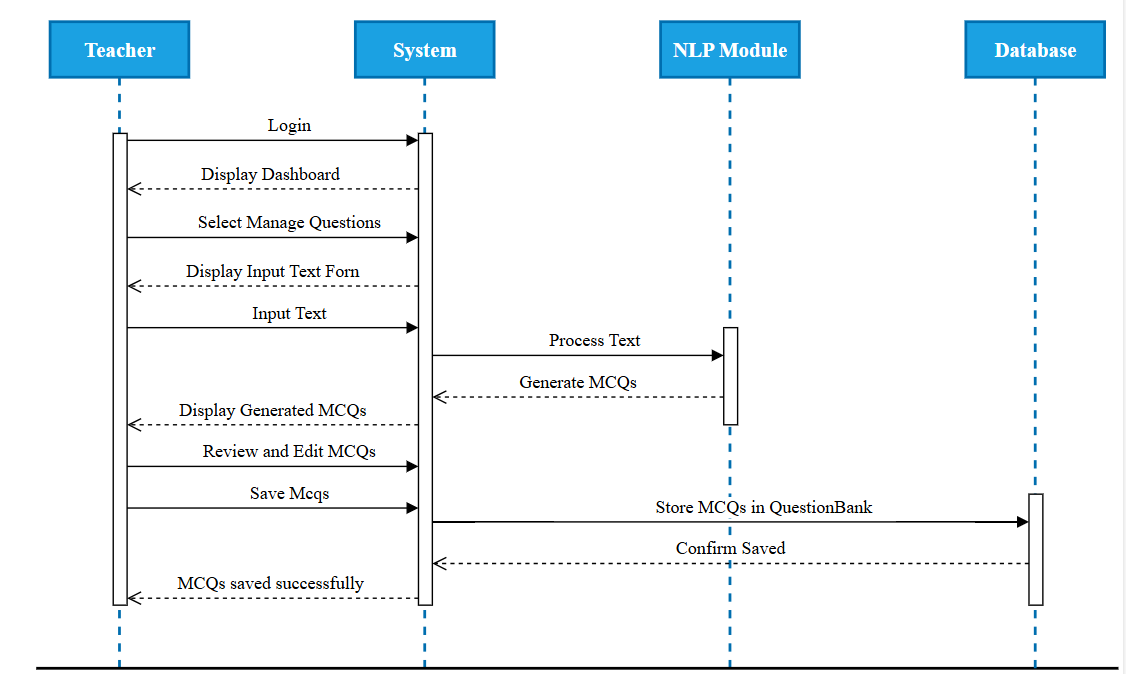 Teacher
System
NLP Module
Database
Login
Display Dashboard
Select Manage Questions
Display Input Text Forn
Input Text
Process Text
Generate MCQs
Display Generated MCQs
Review and Edit MCQs
Save Mcqs
Store MCQs in QuestionBank
Confirm Saved
MCQs saved successfully